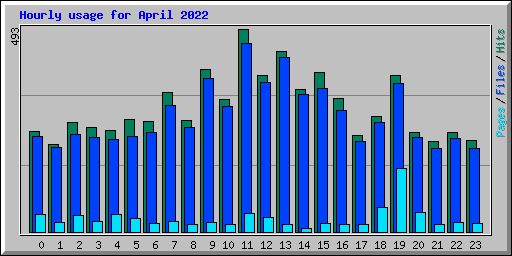 Hourly usage for April 2022
493
Pages/Files/Hits
0 1 2 3 4 5 6 7 8 9 10 11 12 13 14 15 16 17 18 19 20 21 22 23